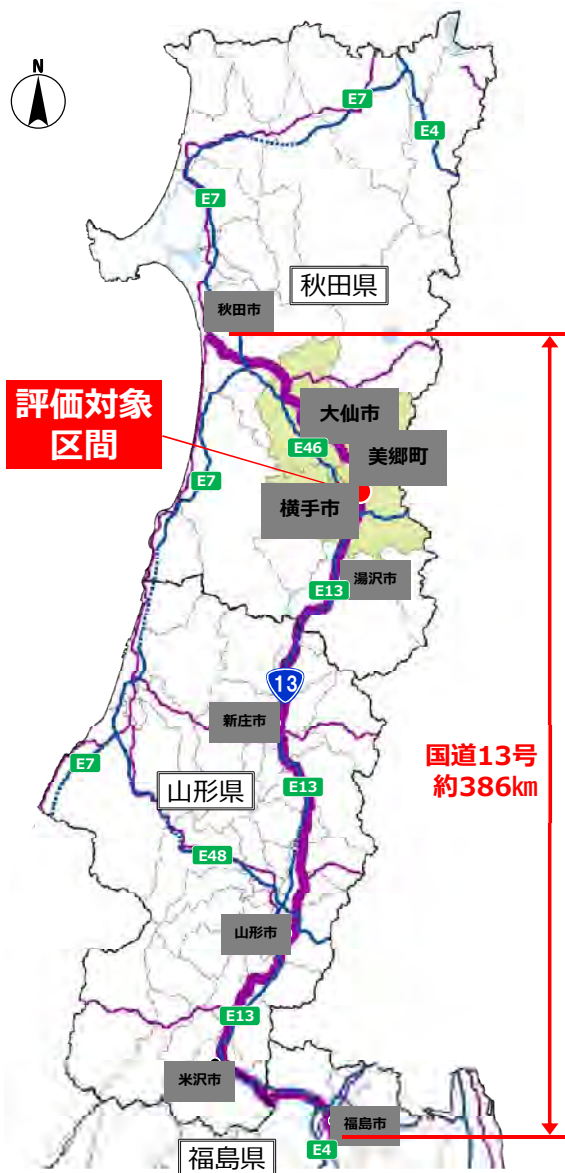 N
E7
E4
E7
秋田県
秋田市
評価対象
区間
大仙市
E46
美郷町
E7
横手市
湯沢市
E13
13
新庄市
国道13号
約386km
E7
山形県
E13
E48
山形市
E13
米沢市
福島市
福島県
E4